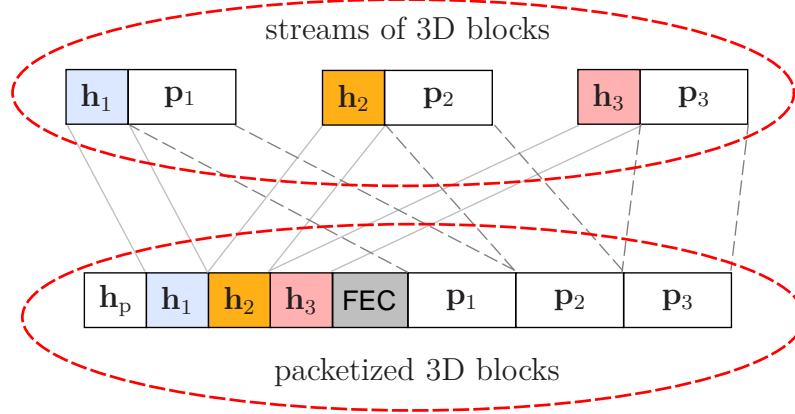 streams of 3D blocks
h₁ p₁ h₂ p₂ h₃ p₃
hₚ h₁ h₂ h₃ FEC p₁ p₂ p₃
packetized 3D blocks